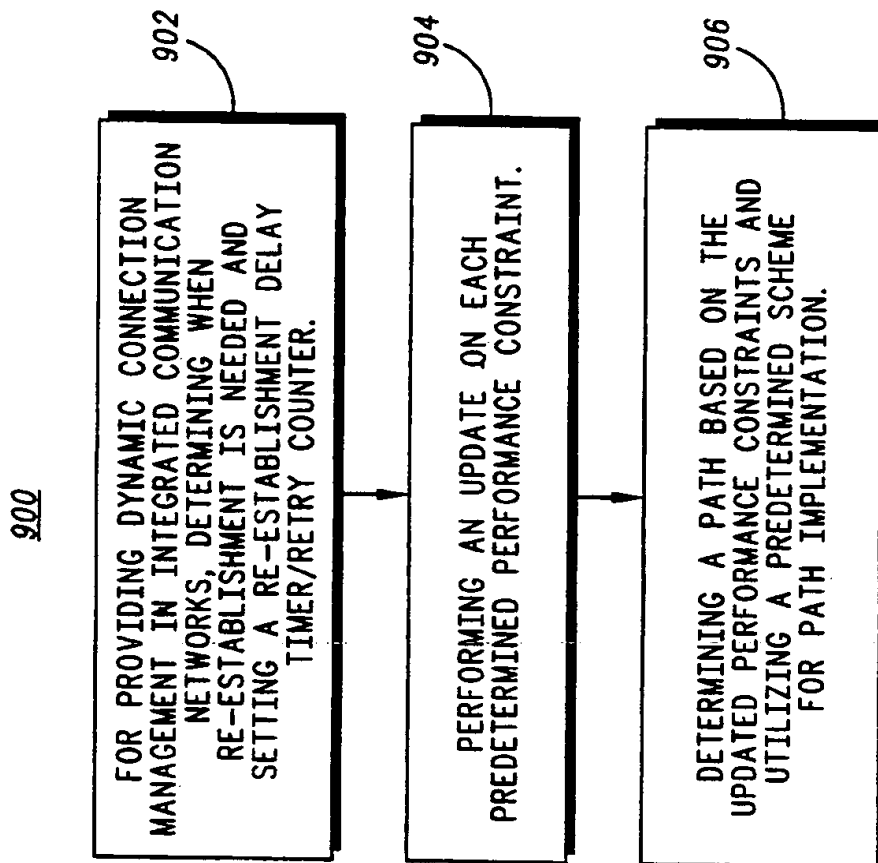 900
FOR PROVIDING DYNAMIC CONNECTION
MANAGEMENT IN INTEGRATED COMMUNICATION
NETWORKS, DETERMINING WHEN
RE-ESTABLISHMENT IS NEEDED AND
SETTING A RE-ESTABLISHMENT DELAY
TIMER/RETRY COUNTER.
902
PERFORMING AN UPDATE ON EACH
PREDETERMINED PERFORMANCE CONSTRAINT.
904
DETERMINING A PATH BASED ON THE
UPDATED PERFORMANCE CONSTRAINTS AND
UTILIZING A PREDETERMINED SCHEME
FOR PATH IMPLEMENTATION.
906